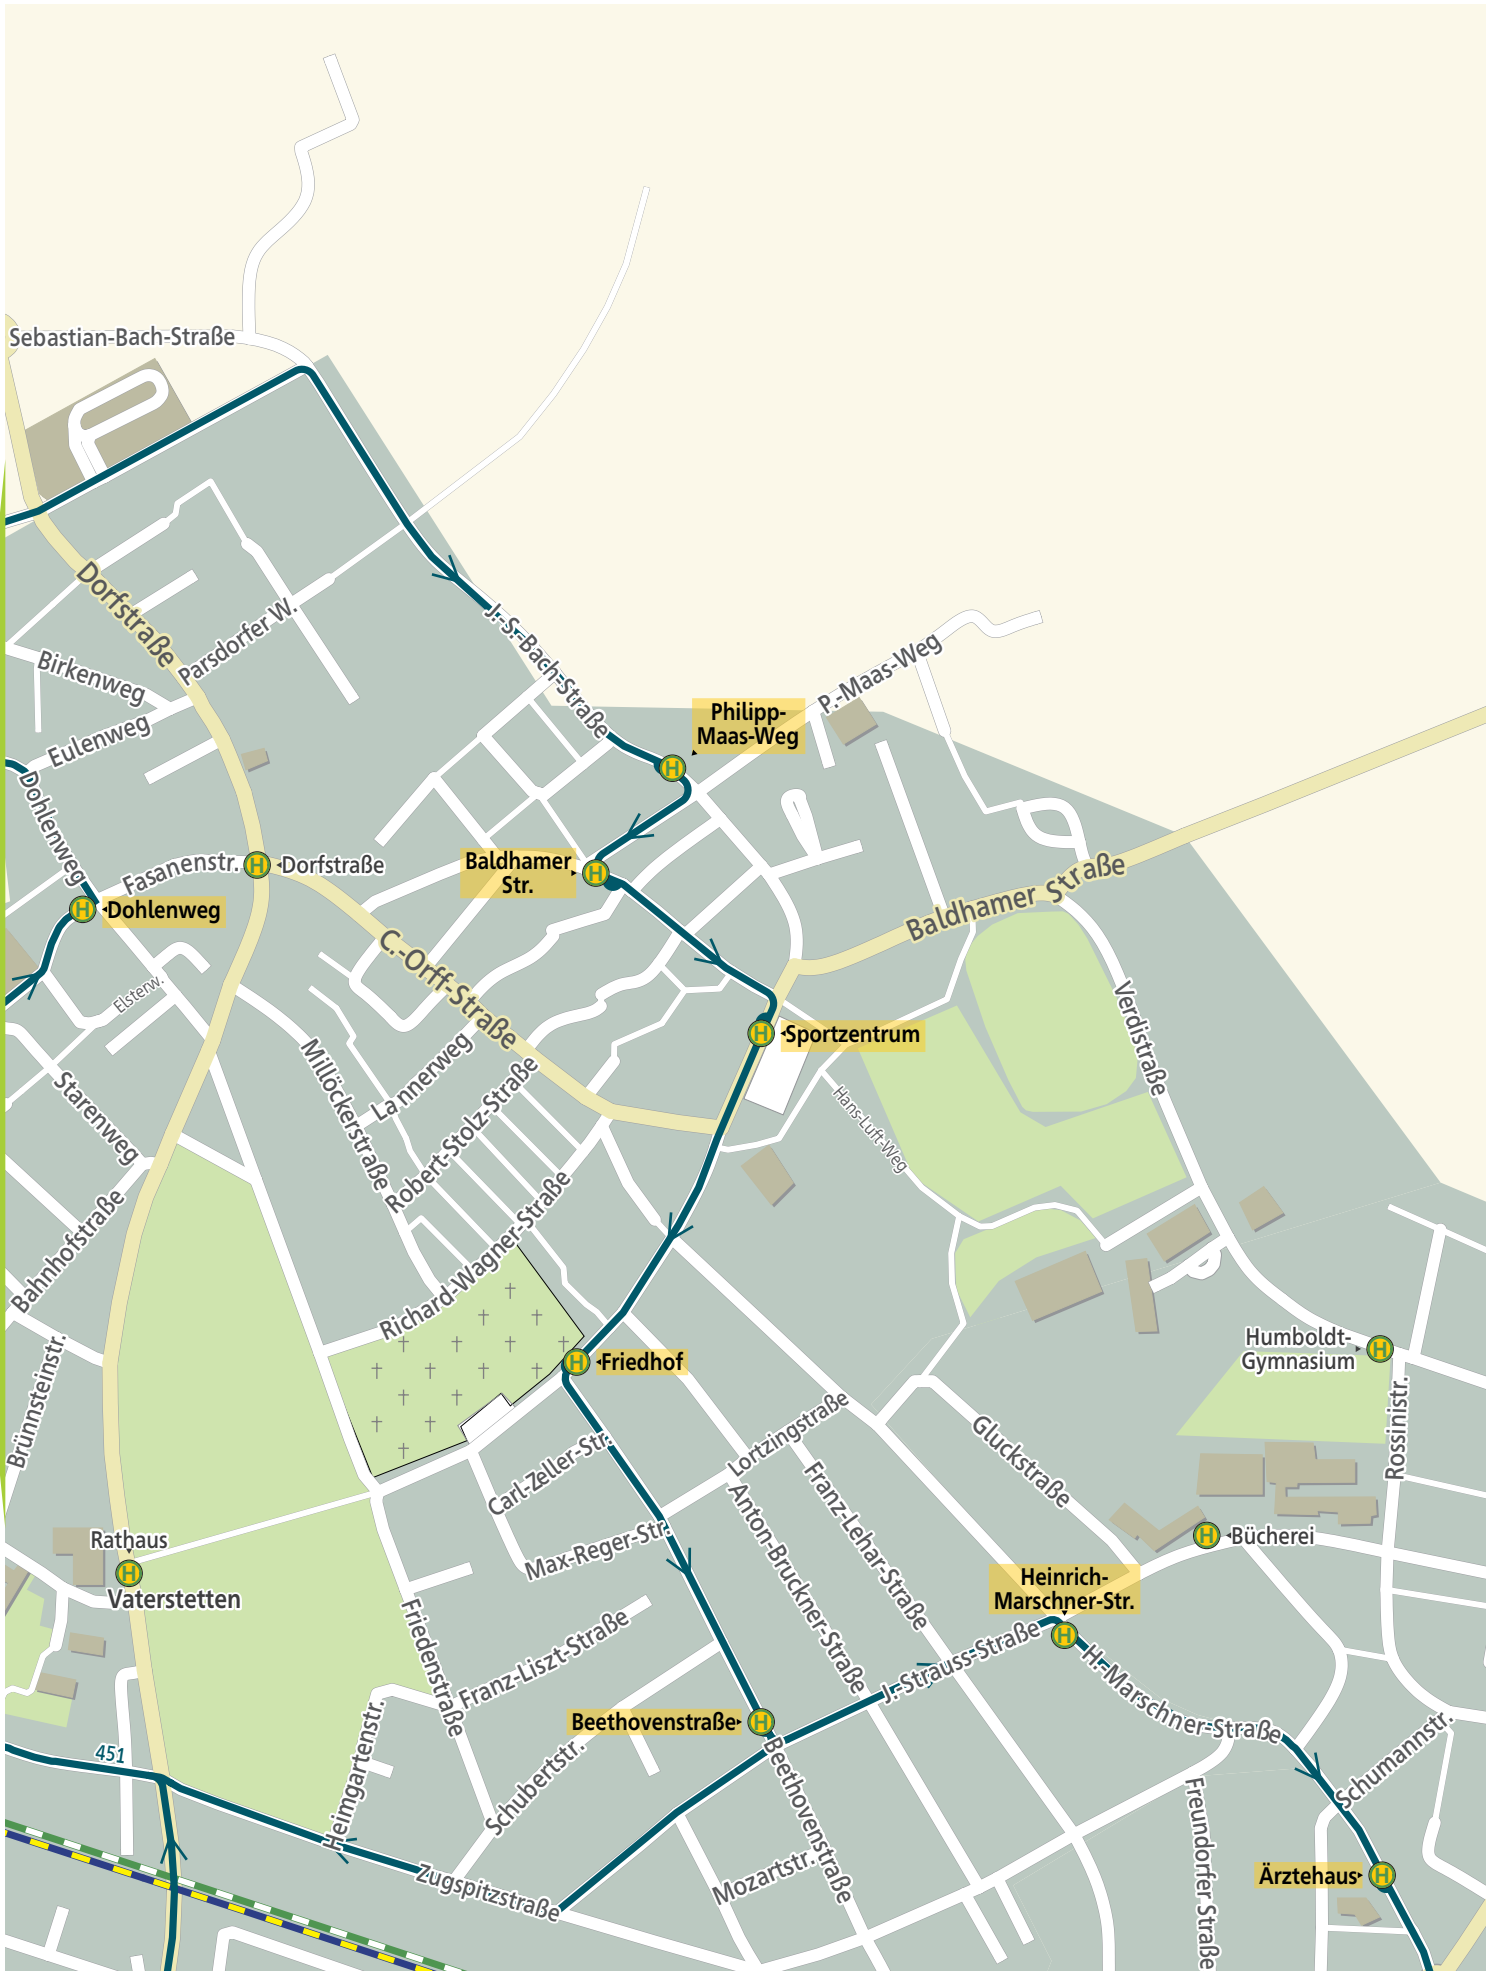 Sebastian-Bach-Straße
Dorfstraße
Parsdorfer W.
Birkenweg
Eulenweg
J.-S.-Bach-Straße
P.-Maas-Weg
Philipp-
Maas-Weg
H
Dohlenweg
Fasanenstr.
H
Dorfstraße
Baldhamer
Str.
H
H
Dohlenweg
Baldhamer Straße
C.-Orff-Straße
Elsterw.
Verdistraße
H
Sportzentrum
Millöckerstraße
Lannerweg
Robert-Stolz-Straße
Starenweg
Hans-Luft-Weg
Bahnhofstraße
Richard-Wagner-Straße
Brünnsteinstr.
H
Friedhof
Humboldt-
Gymnasium
H
Rossinistr.
Lortzingstraße
Gluckstraße
Carl-Zeller-Str.
Franz-Lehar-Straße
Anton-Bruckner-Straße
Max-Reger-Str.
Rathaus
H
Vaterstetten
H
Bücherei
Heinrich-
Marschner-Str.
H
Friedenstraße
Franz-Liszt-Straße
J.-Strauss-Straße
H.-Marschner-Straße
Heimgartenstr.
Beethovenstraße
H
Schubertstr.
Beethovenstraße
451
Schumannstr.
Freundorfer Straße
Zugspitzstraße
Mozartstr.
Ärztehaus
H